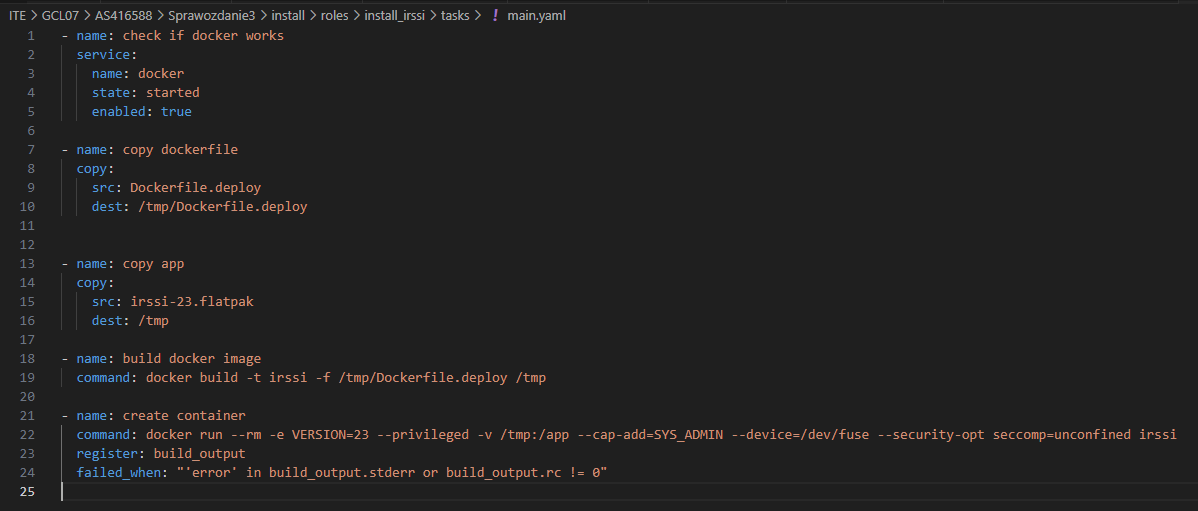 ITE > GCL07 > AS416588 > Sprawozdanie3 > install > roles > install_irssi > tasks > ! main.yaml
1 - name: check if docker works
2 service:
3 name: docker
4 state: started
5 enabled: true
6
7 - name: copy dockerfile
8 copy:
9 src: Dockerfile.deploy
10 dest: /tmp/Dockerfile.deploy
11
12
13 - name: copy app
14 copy:
15 src: irssi-23.flatpak
16 dest: /tmp
17
18 - name: build docker image
19 command: docker build -t irssi -f /tmp/Dockerfile.deploy /tmp
20
21 - name: create container
22 command: docker run --rm -e VERSION=23 --privileged -v /tmp:/app --cap-add=SYS_ADMIN --device=/dev/fuse --security-opt seccomp=unconfined irssi
23 register: build_output
24 failed_when: "'error' in build_output.stderr or build_output.rc != 0"
25